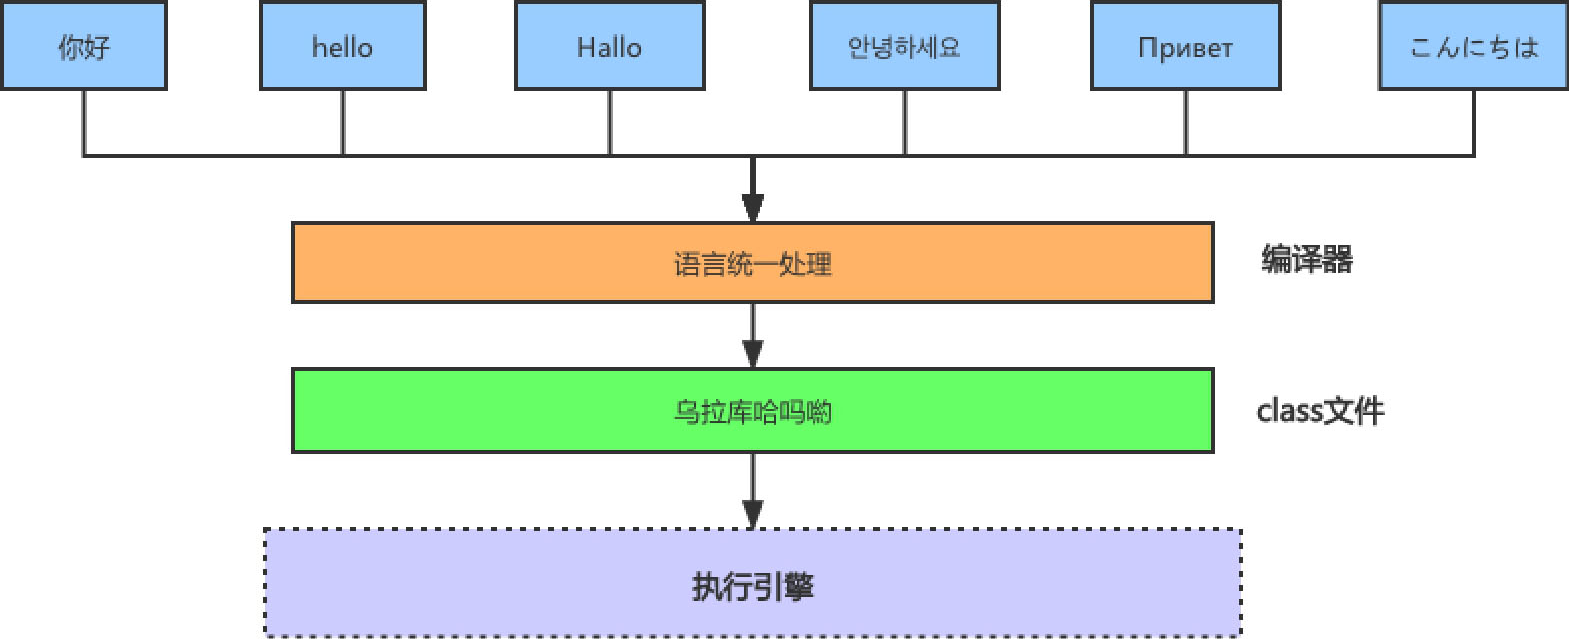 你好
hello
Hallo
안녕하세요
Привет
こんにちは
语言统一处理
编译器
乌拉库哈吗哟
class文件
执行引擎